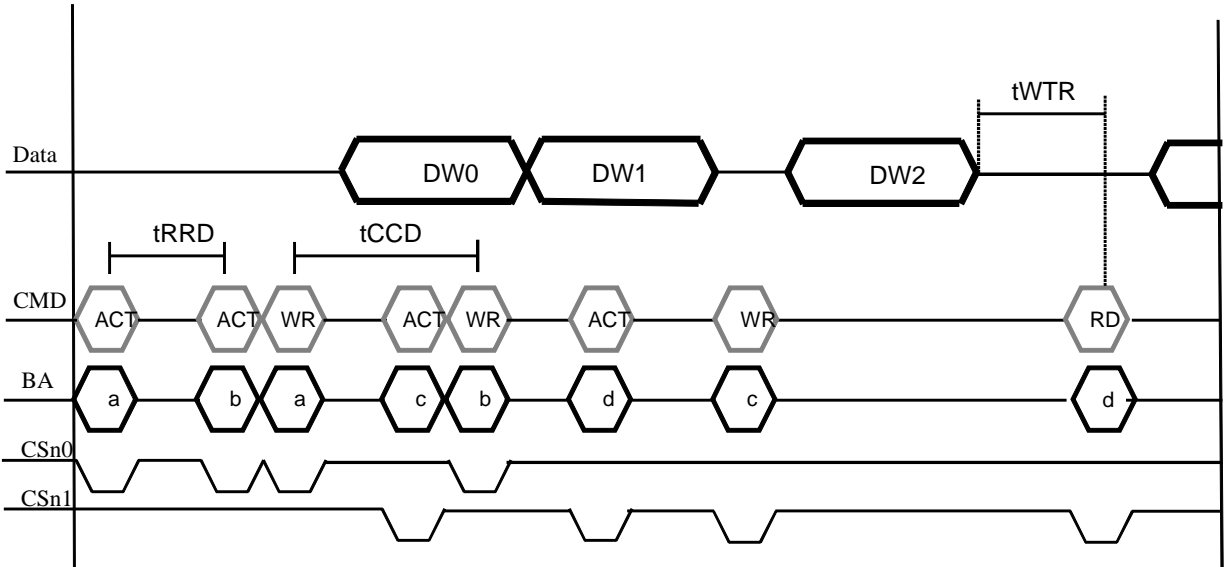 tWTR
Data DW0 DW1 DW2
tRRD tCCD
CMD ACT ACT WR ACT WR ACT WR RD
BA a b a c b d c d
CSn0
CSn1